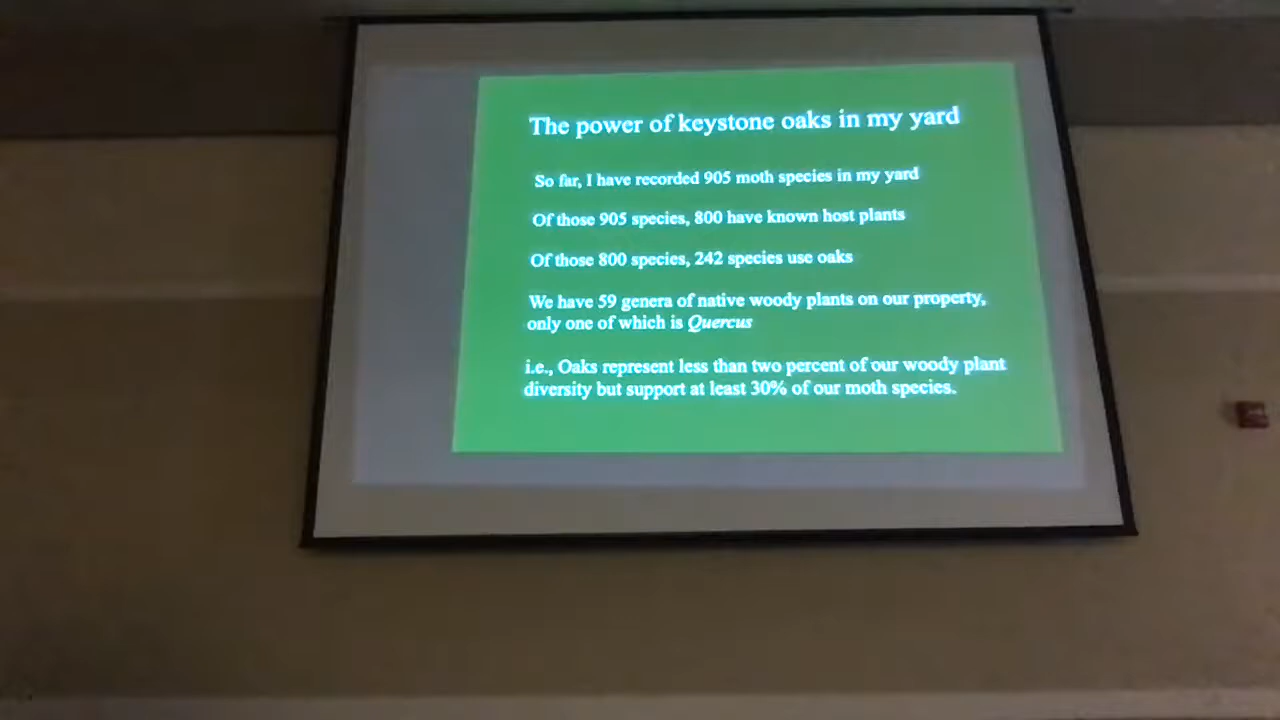 The power of keystone oaks in my yard
So far, I have recorded 905 moth species in my yard
Of those 905 species, 800 have known host plants
Of those 800 species, 242 species use oaks
We have 59 genera of native woody plants on our property,
only one of which is Quercus
i.e., Oaks represent less than two percent of our woody plant
diversity but support at least 30% of our moth species.